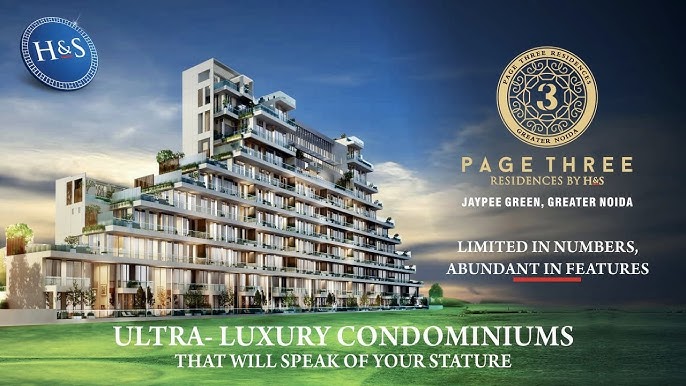 H&S
PAGE THREE RESIDENCES
3
GREATER NOIDA
PAGE THREE
RESIDENCES BY H&S
JAYPEE GREEN, GREATER NOIDA
LIMITED IN NUMBERS,
ABUNDANT IN FEATURES
ULTRA- LUXURY CONDOMINIUMS
THAT WILL SPEAK OF YOUR STATURE